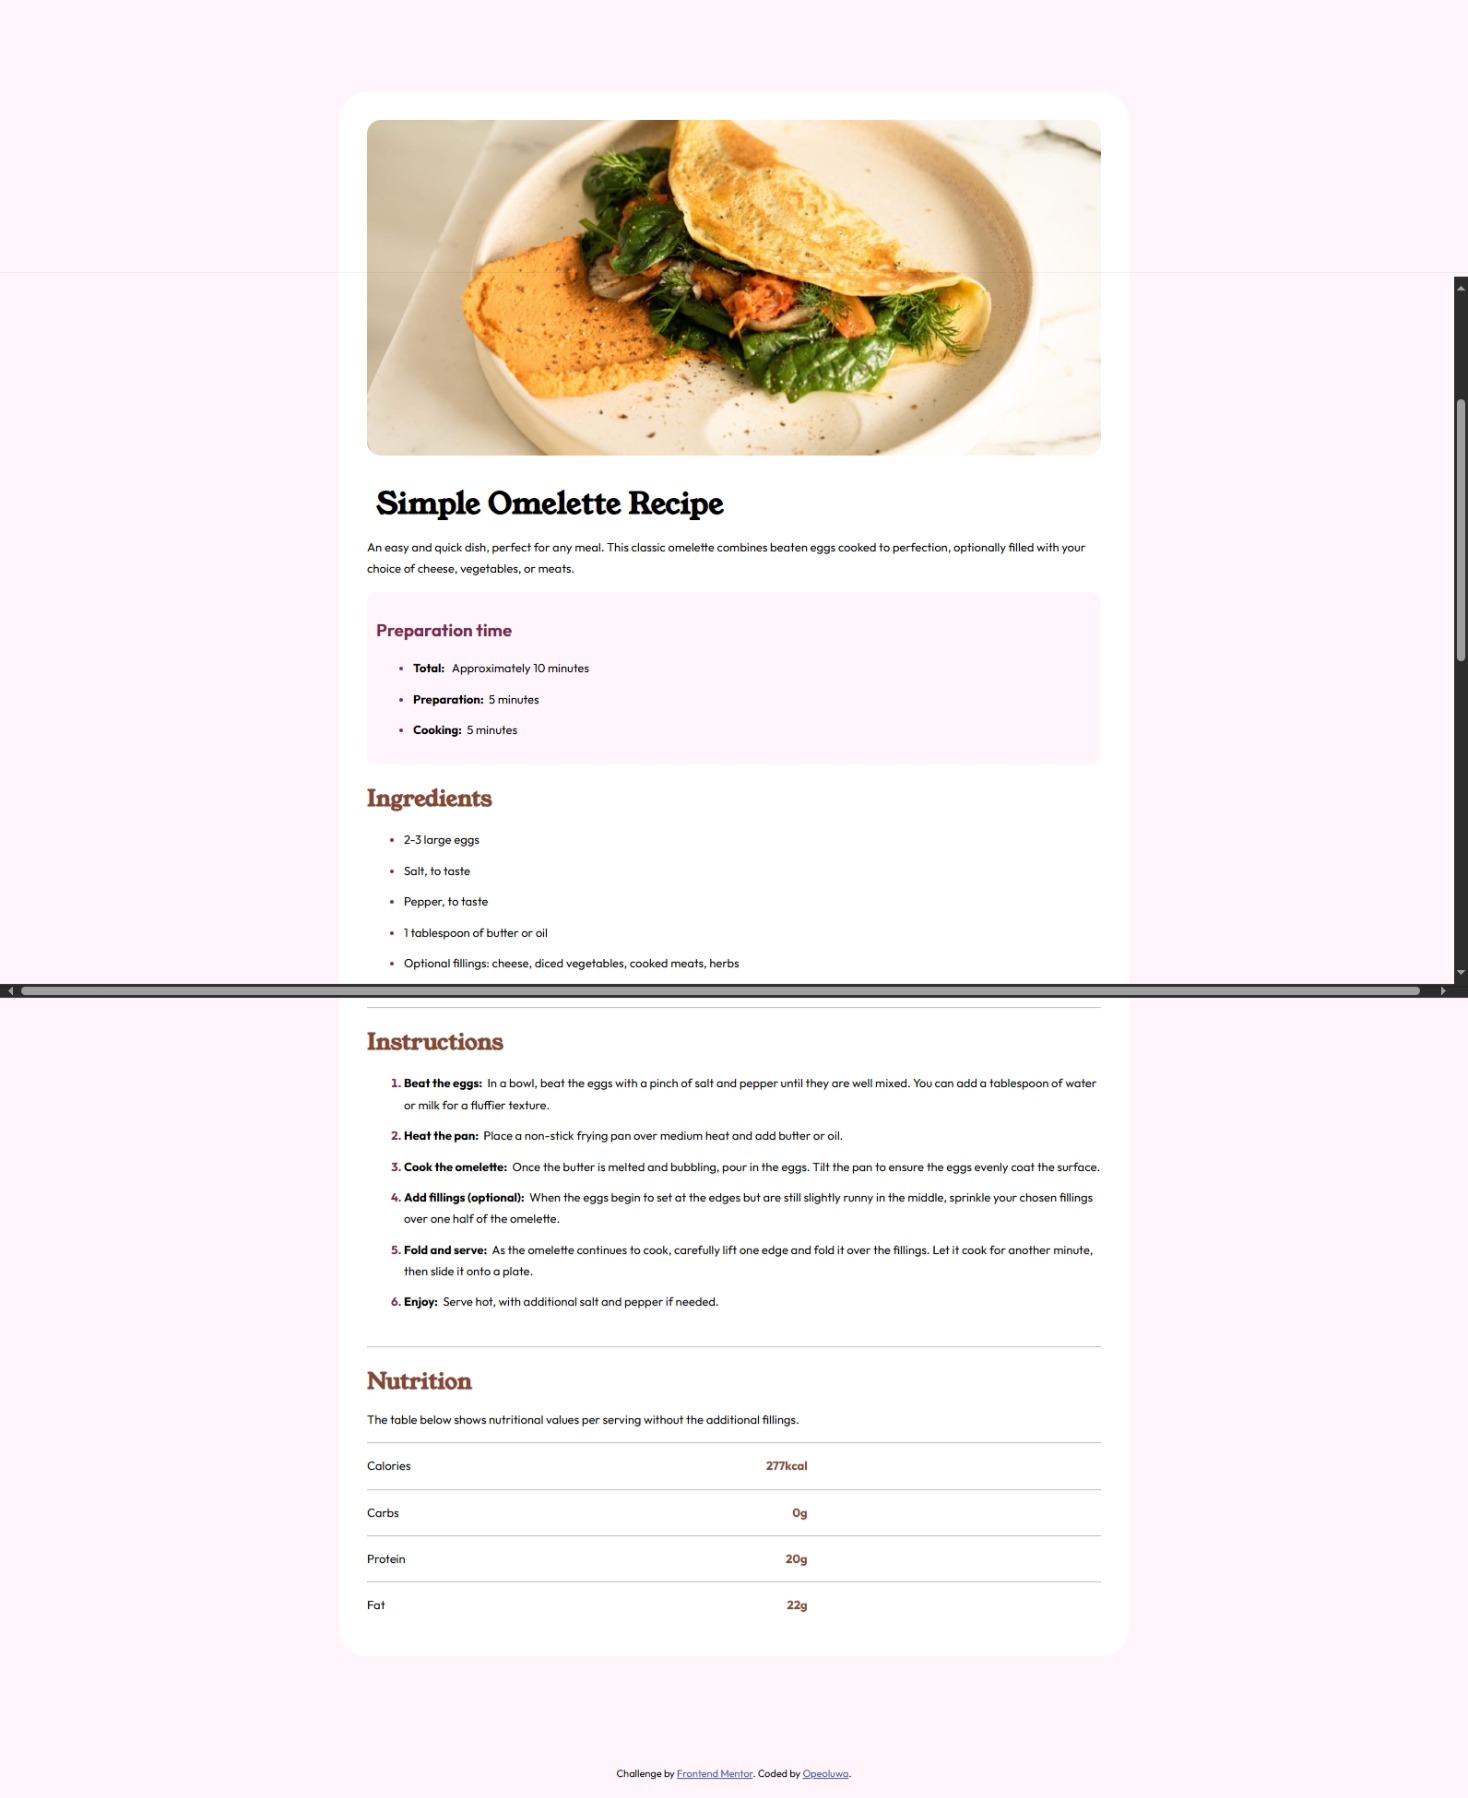 Simple Omelette Recipe
An easy and quick dish, perfect for any meal. This classic omelette combines beaten eggs cooked to perfection, optionally filled with your
choice of cheese, vegetables, or meats.
Preparation time
• Total: Approximately 10 minutes
• Preparation: 5 minutes
• Cooking: 5 minutes
Ingredients
• 2-3 large eggs
• Salt, to taste
• Pepper, to taste
• 1 tablespoon of butter or oil
• Optional fillings: cheese, diced vegetables, cooked meats, herbs
Instructions
1. Beat the eggs: In a bowl, beat the eggs with a pinch of salt and pepper until they are well mixed. You can add a tablespoon of water
or milk for a fluffier texture.
2. Heat the pan: Place a non-stick frying pan over medium heat and add butter or oil.
3. Cook the omelette: Once the butter is melted and bubbling, pour in the eggs. Tilt the pan to ensure the eggs evenly coat the surface.
4. Add fillings (optional): When the eggs begin to set at the edges but are still slightly runny in the middle, sprinkle your chosen fillings
over one half of the omelette.
5. Fold and serve: As the omelette continues to cook, carefully lift one edge and fold it over the fillings. Let it cook for another minute,
then slide it onto a plate.
6. Enjoy: Serve hot, with additional salt and pepper if needed.
Nutrition
The table below shows nutritional values per serving without the additional fillings.
Calories 277kcal
Carbs 0g
Protein 20g
Fat 22g
Challenge by Frontend Mentor. Coded by Opeoluwa.